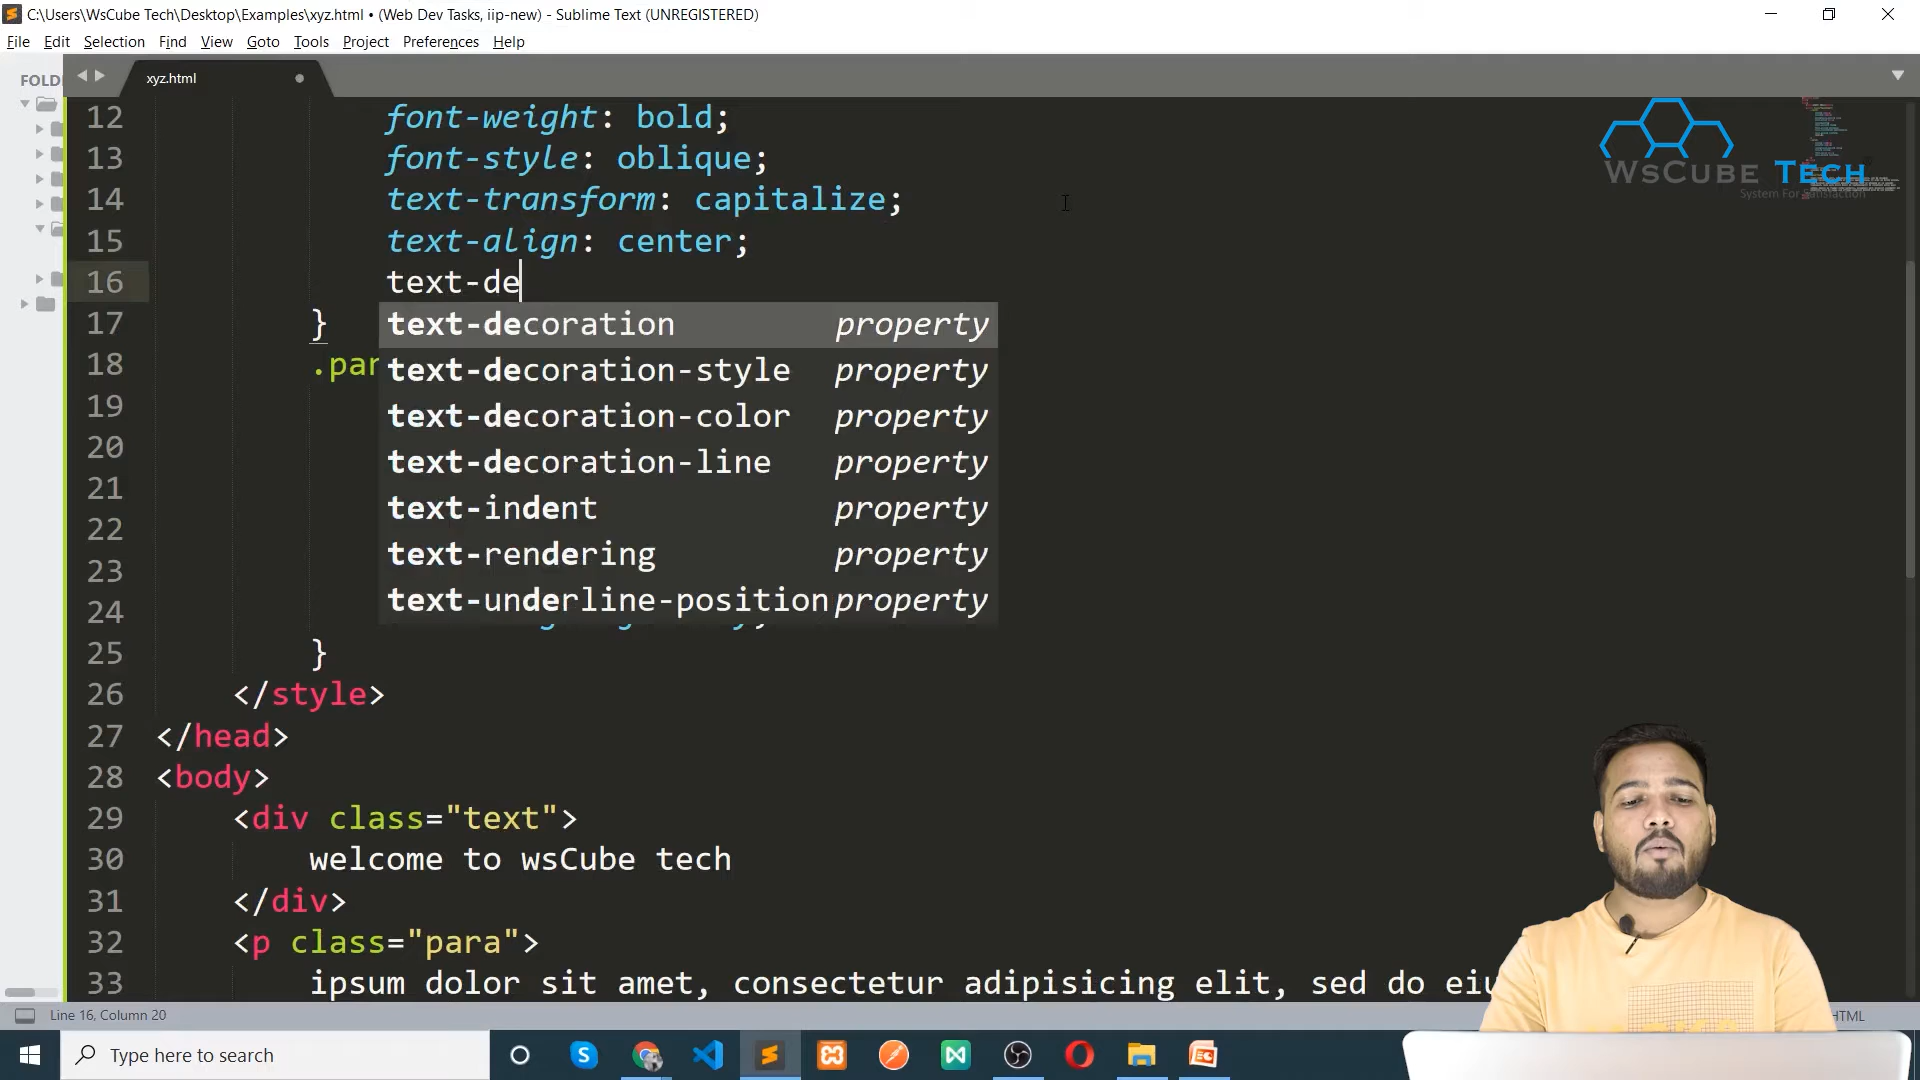 C:\Users\WsCube Tech\Desktop\Examples\xyz.html • (Web Dev Tasks, iip-new) - Sublime Text (UNREGISTERED)
File Edit Selection Find View Goto Tools Project Preferences Help
FOLD
xyz.html
12 font-weight: bold;
13 font-style: oblique;
14 text-transform: capitalize;
15 text-align: center;
16 text-de
17 }
18 .par
19
20
21
22
23
24
25 }
26 </style>
27 </head>
28 <body>
29 <div class="text">
30 welcome to wsCube tech
31 </div>
32 <p class="para">
33 ipsum dolor sit amet, consectetur adipisicing elit, sed do eiu
text-decoration property
text-decoration-style property
text-decoration-color property
text-decoration-line property
text-indent property
text-rendering property
text-underline-position property
WsCube Tech
System For Satisfaction
Line 16, Column 20
HTML
Type here to search